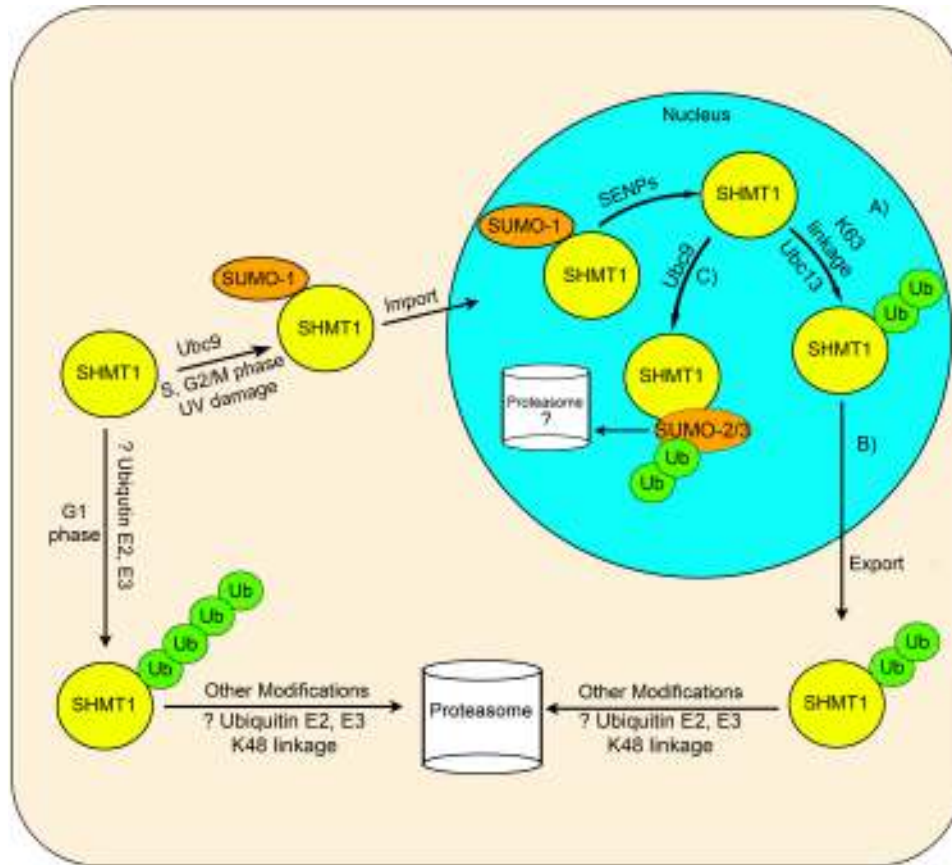 Nucleus
SHMT1
SENPs
A)
SUMO-1
SHMT1
K63
linkage
Ubc13
Ubc9
C)
SUMO-1
SHMT1
Import
Ub
Ub
SHMT1
SHMT1
Ubc9
S, G2/M phase
UV damage
SHMT1
Proteasome
?
SUMO-2/3
Ub
Ub
B)
? Ubiqutin E2, E3
G1
phase
Export
Ub
Ub
Ub
Ub
SHMT1
Other Modifications
? Ubiquitin E2, E3
K48 linkage
Proteasome
Other Modifications
? Ubiquitin E2, E3
K48 linkage
Ub
Ub
SHMT1